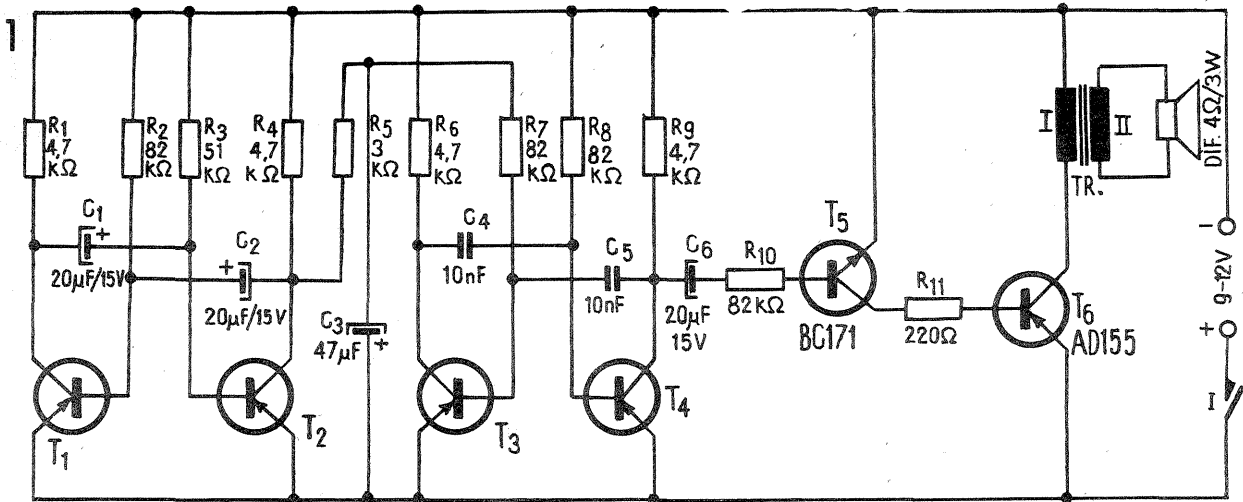 1
R1
4,7
kΩ
R2
82
kΩ
R3
51
kΩ
R4
4,7
kΩ
R5
3
kΩ
R6
4,7
kΩ
R7
82
kΩ
R8
82
kΩ
R9
4,7
kΩ
C1
+
20µF/15V
C2
+
20µF/15V
C3
47µF
+
C4
10nF
C5
10nF
C6
20µF
15V
R10
82kΩ
T5
BC171
R11
220Ω
T6
AD155
I
II
TR.
DIF. 4Ω/3W
−
9-12V
+
I
T1
T2
T3
T4